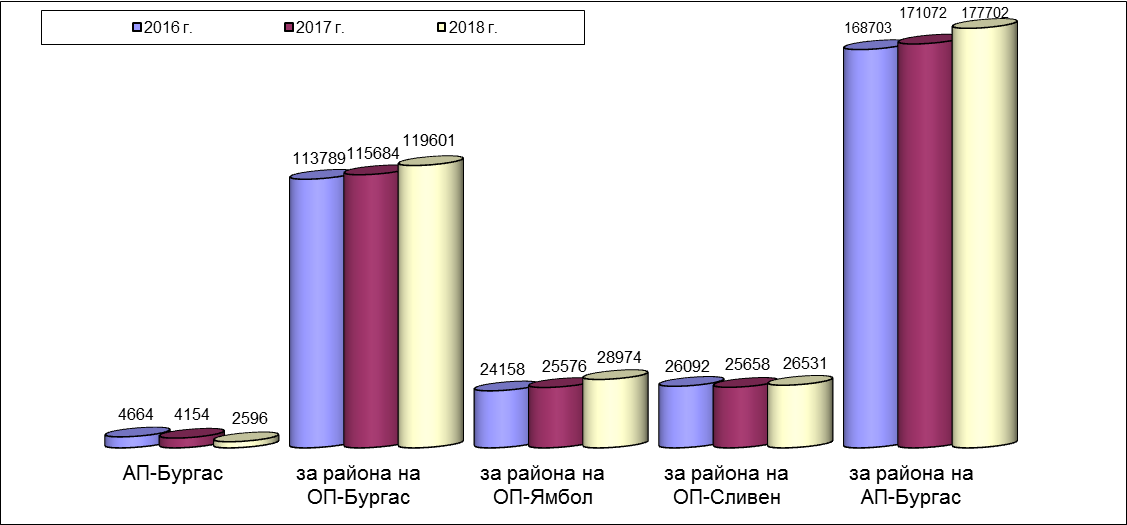 2016 г. 2017 г. 2018 г.
168703 171072 177702
113789 115684 119601
24158 25576 28974
26092 25658 26531
4664 4154 2596
АП-Бургас
за района на
ОП-Бургас
за района на
ОП-Ямбол
за района на
ОП-Сливен
за района на
АП-Бургас